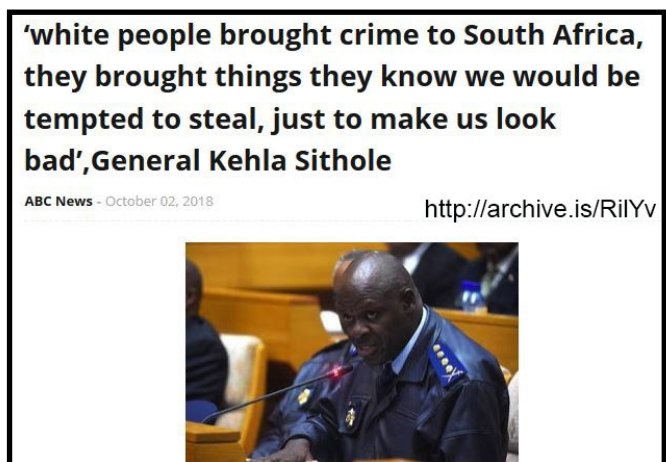 ‘white people brought crime to South Africa,
they brought things they know we would be
tempted to steal, just to make us look
bad’,General Kehla Sithole
ABC News - October 02, 2018
http://archive.is/RilYv